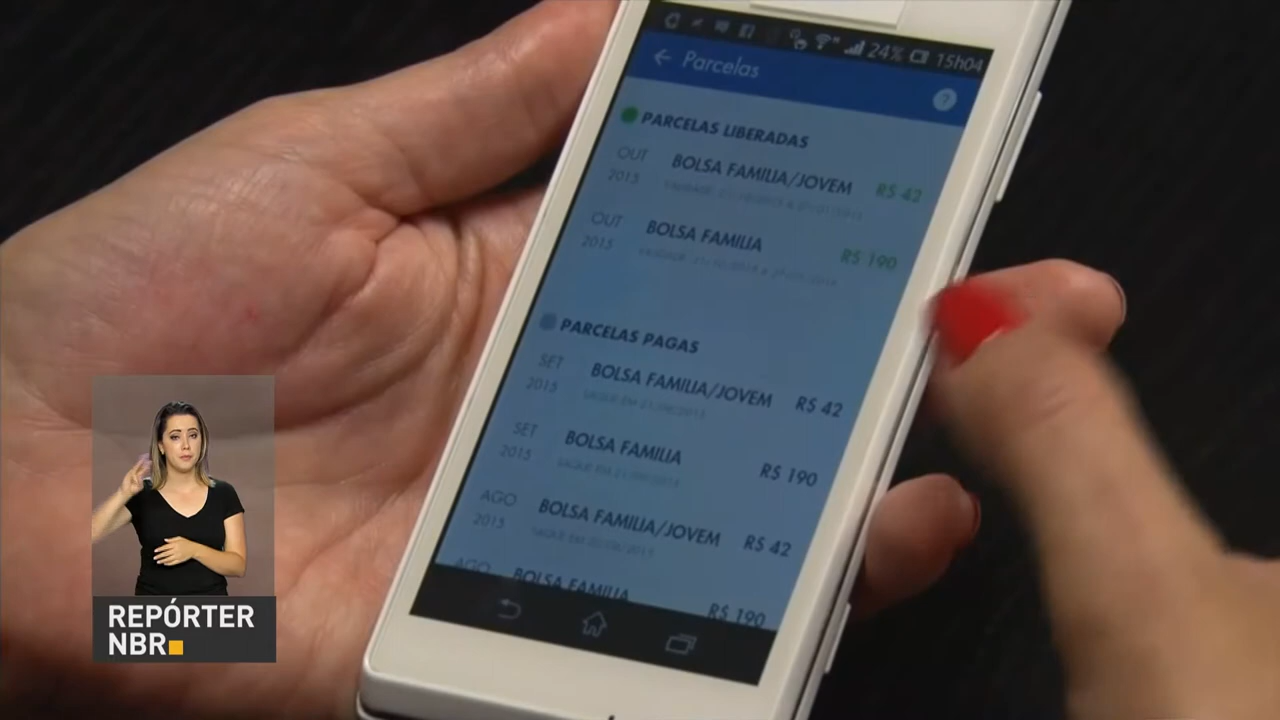 24% 15h04
Parcelas
?
PARCELAS LIBERADAS
OUT 2015 BOLSA FAMILIA/JOVEM R$ 42
OUT 2015 BOLSA FAMILIA R$ 190
PARCELAS PAGAS
SET 2015 BOLSA FAMILIA/JOVEM R$ 42
SET 2015 BOLSA FAMILIA R$ 190
AGO 2015 BOLSA FAMILIA/JOVEM R$ 42
AGO BOLSA FAMILIA R$ 190
REPÓRTER
NBR